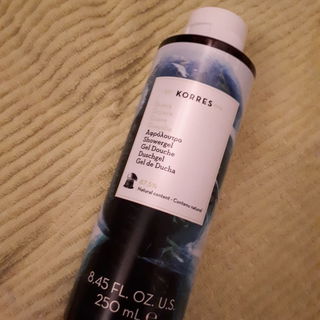 KORRES
Αφρόλουτρο
Showergel
Gel Douche
Duschgel
Gel de Ducha
Natural content · Contenu naturel
8.45 FL. OZ. U.S.
250 mL e